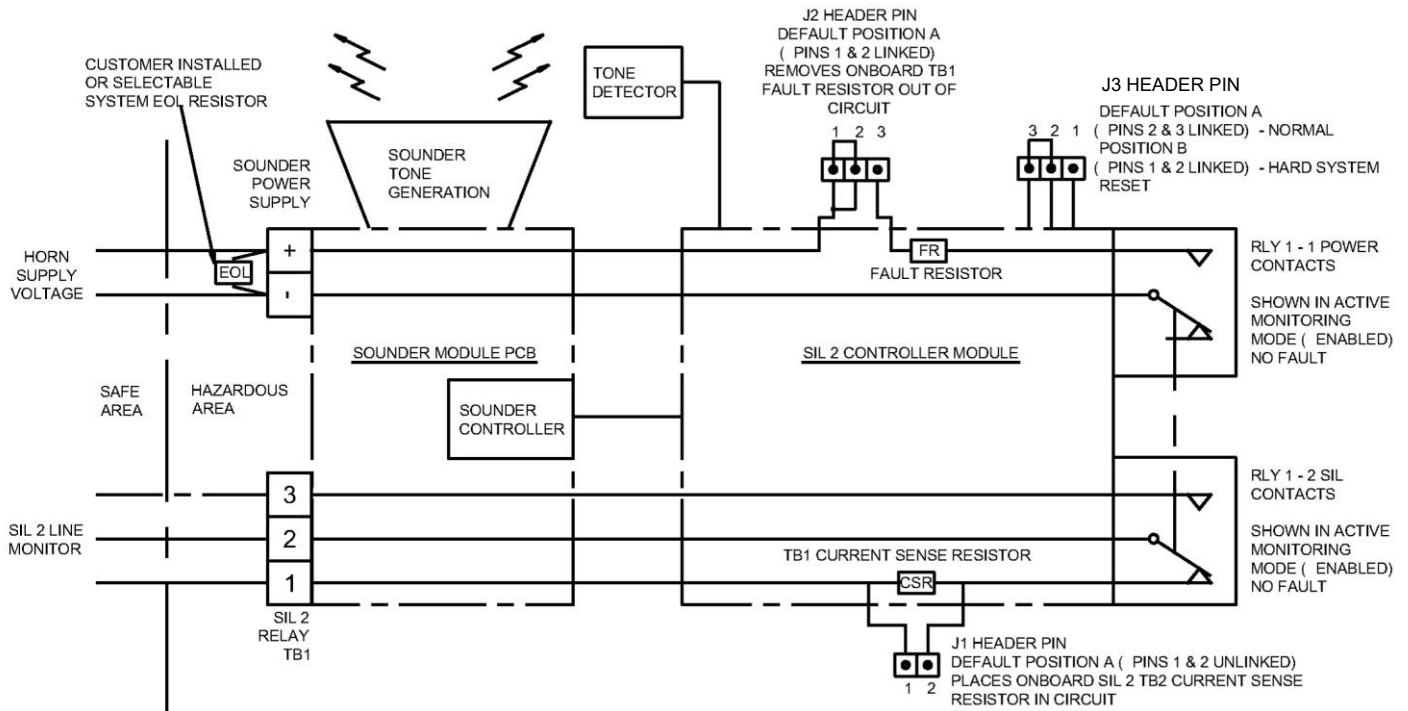 J2 HEADER PIN
DEFAULT POSITION A
( PINS 1 & 2 LINKED)
REMOVES ONBOARD TB1
FAULT RESISTOR OUT OF
CIRCUIT
1 2 3
CUSTOMER INSTALLED
OR SELECTABLE
SYSTEM EOL RESISTOR
TONE
DETECTOR
J3 HEADER PIN
DEFAULT POSITION A
( PINS 2 & 3 LINKED) - NORMAL
POSITION B
( PINS 1 & 2 LINKED) - HARD SYSTEM
RESET
3 2 1
SOUNDER
POWER
SUPPLY
SOUNDER
TONE
GENERATION
HORN
SUPPLY
VOLTAGE
EOL
+
-
FR
FAULT RESISTOR
RLY 1 - 1 POWER
CONTACTS
SHOWN IN ACTIVE
MONITORING
MODE ( ENABLED)
NO FAULT
SOUNDER MODULE PCB
SIL 2 CONTROLLER MODULE
SAFE
AREA
HAZARDOUS
AREA
SOUNDER
CONTROLLER
SIL 2 LINE
MONITOR
3
2
1
SIL 2
RELAY
TB1
TB1 CURRENT SENSE RESISTOR
CSR
RLY 1 - 2 SIL
CONTACTS
SHOWN IN ACTIVE
MONITORING
MODE ( ENABLED)
NO FAULT
1 2
J1 HEADER PIN
DEFAULT POSITION A ( PINS 1 & 2 UNLINKED)
PLACES ONBOARD SIL 2 TB2 CURRENT SENSE
RESISTOR IN CIRCUIT